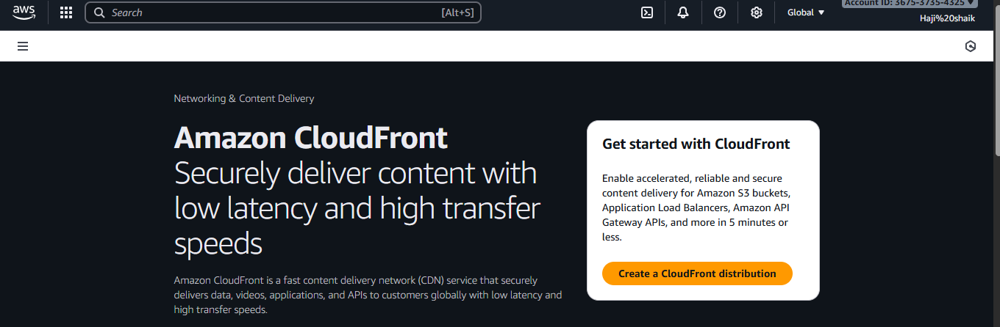 aws
Search
[Alt+S]
Global
Account ID: 3675-3735-4325
Haji%20shaik
Networking & Content Delivery
Amazon CloudFront
Securely deliver content with
low latency and high transfer
speeds
Amazon CloudFront is a fast content delivery network (CDN) service that securely
delivers data, videos, applications, and APIs to customers globally with low latency and
high transfer speeds.
Get started with CloudFront
Enable accelerated, reliable and secure
content delivery for Amazon S3 buckets,
Application Load Balancers, Amazon API
Gateway APIs, and more in 5 minutes or
less.
Create a CloudFront distribution